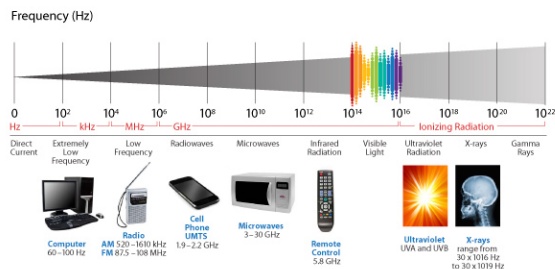 Frequency (Hz)
0 10² 10⁴ 10⁶ 10⁸ 10¹⁰ 10¹² 10¹⁴ 10¹⁶ 10¹⁸ 10²⁰ 10²²
Hz kHz MHz GHz Ionizing Radiation
Direct Current
Extremely Low Frequency
Low Frequency
Radiowaves
Microwaves
Infrared Radiation
Visible Light
Ultraviolet Radiation
X-rays
Gamma Rays
Computer
60–100 Hz
Radio
AM 520–1610 kHz
FM 87.5–108 MHz
Cell
Phone
UMTS
1.9–2.2 GHz
Microwaves
3–30 GHz
Remote
Control
5.8 GHz
Ultraviolet
UVA and UVB
X-rays
range from
30 x 1016 Hz
to 30 x 1019 Hz